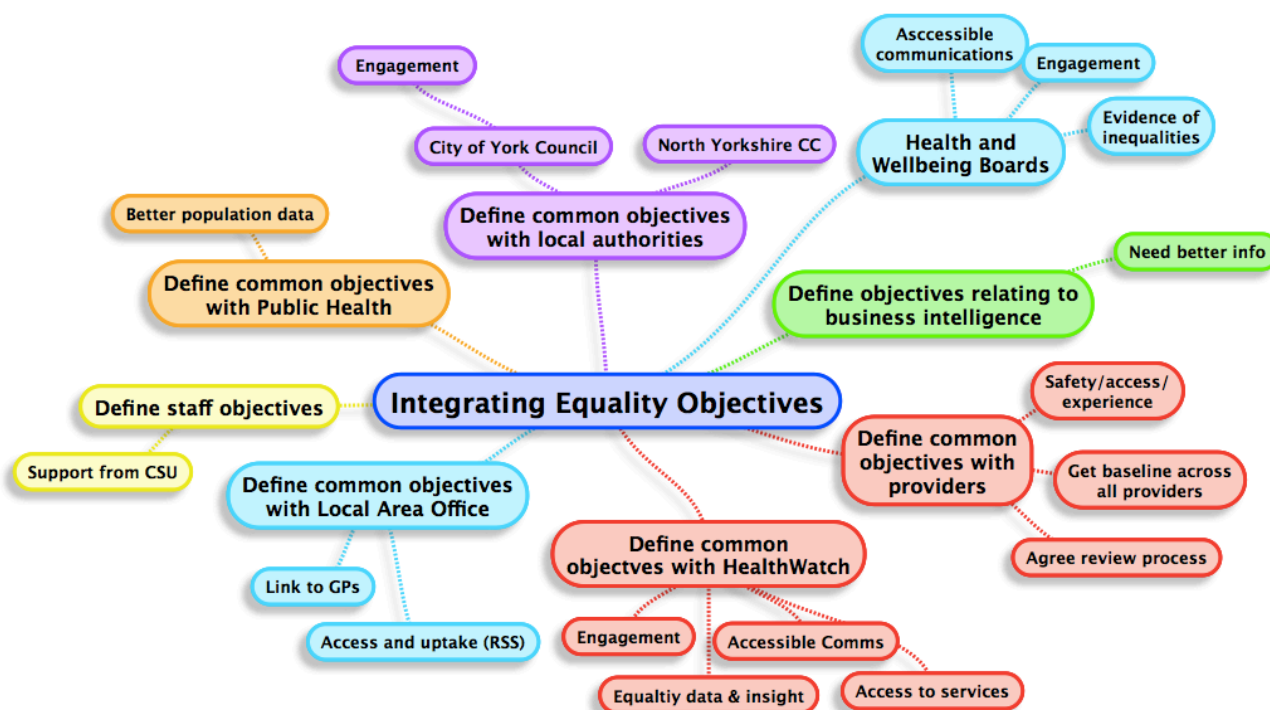 Asccessible
communications
Engagement
Engagement
Evidence of
inequalities
City of York Council
North Yorkshire CC
Health and
Wellbeing Boards
Better population data
Define common objectives
with local authorities
Need better info
Define common objectives
with Public Health
Define objectives relating to
business intelligence
Integrating Equality Objectives
Safety/access/
experience
Define staff objectives
Define common
objectives with
providers
Support from CSU
Get baseline across
all providers
Define common objectives
with Local Area Office
Define common
objectves with HealthWatch
Agree review process
Link to GPs
Access and uptake (RSS)
Engagement
Accessible Comms
Equaltiy data & insight
Access to services